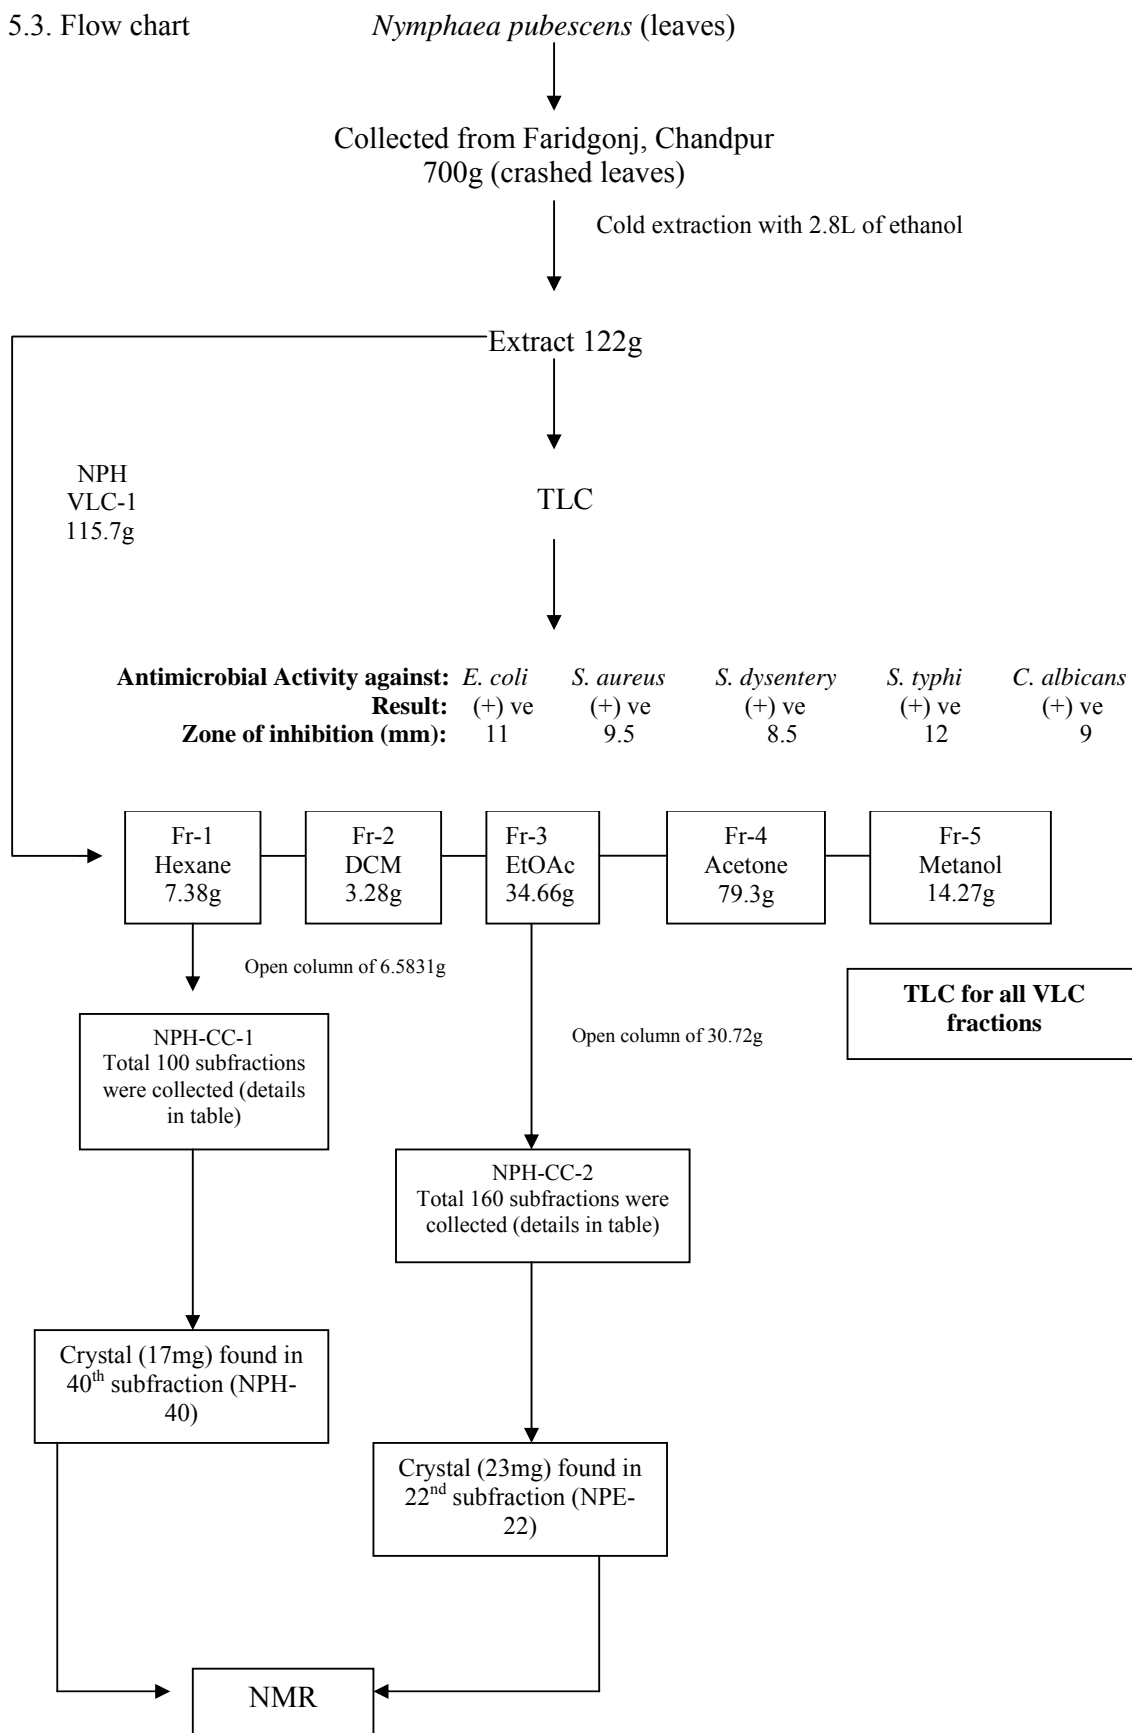 5.3. Flow chart
Nymphaea pubescens (leaves)
Collected from Faridgonj, Chandpur
700g (crashed leaves)
Cold extraction with 2.8L of ethanol
Extract 122g
NPH
VLC-1
115.7g
TLC
Antimicrobial Activity against: E. coli S. aureus S. dysentery S. typhi C. albicans
Result: (+) ve (+) ve (+) ve (+) ve (+) ve
Zone of inhibition (mm): 11 9.5 8.5 12 9
Fr-1
Hexane
7.38g
Fr-2
DCM
3.28g
Fr-3
EtOAc
34.66g
Fr-4
Acetone
79.3g
Fr-5
Metanol
14.27g
Open column of 6.5831g
TLC for all VLC
fractions
NPH-CC-1
Total 100 subfractions
were collected (details
in table)
Open column of 30.72g
NPH-CC-2
Total 160 subfractions were
collected (details in table)
Crystal (17mg) found in
40th subfraction (NPH-
40)
Crystal (23mg) found in
22nd subfraction (NPE-
22)
NMR